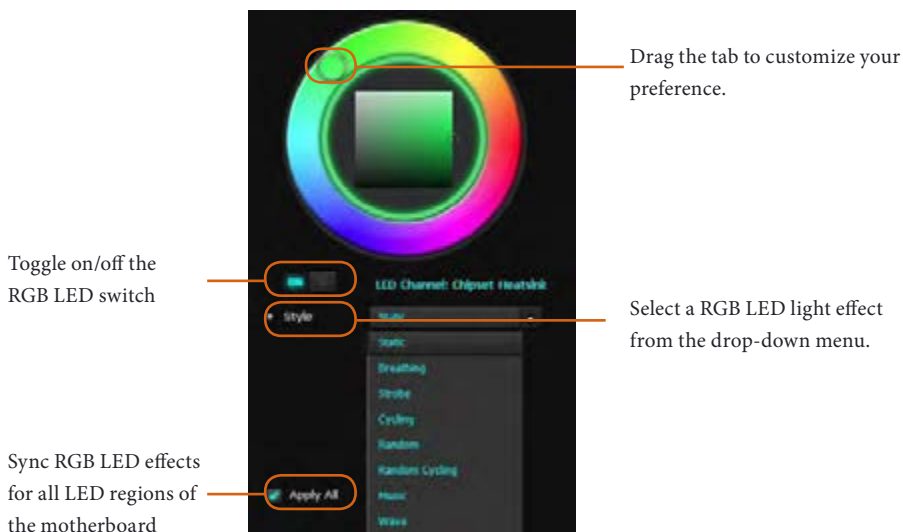 Drag the tab to customize your
preference.
Toggle on/off the
RGB LED switch
LED Channel: Chipset Heatsink
Style
Static
Select a RGB LED light effect
from the drop-down menu.
Static
Breathing
Strobe
Cycling
Random
Random Cycling
Sync RGB LED effects
for all LED regions of
the motherboard
Apply All
Music
Wave